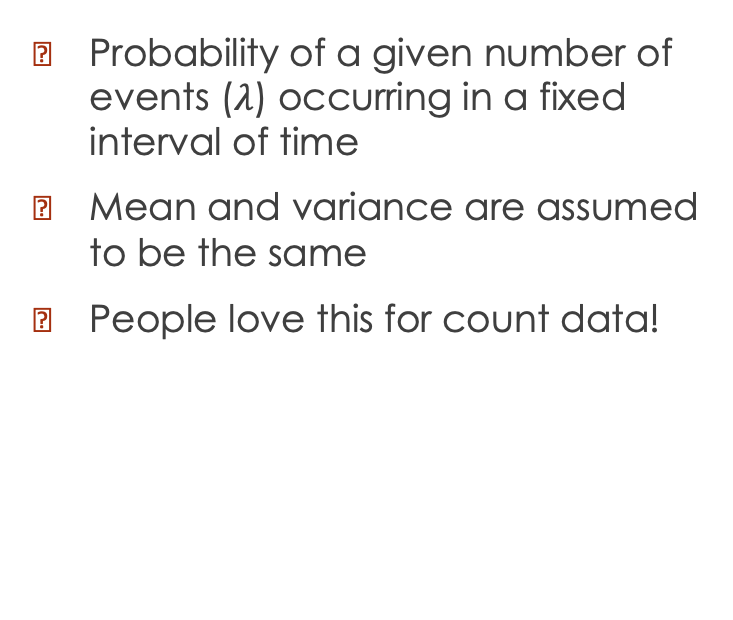 Probability of a given number of
events (λ) occurring in a fixed
interval of time
Mean and variance are assumed
to be the same
People love this for count data!